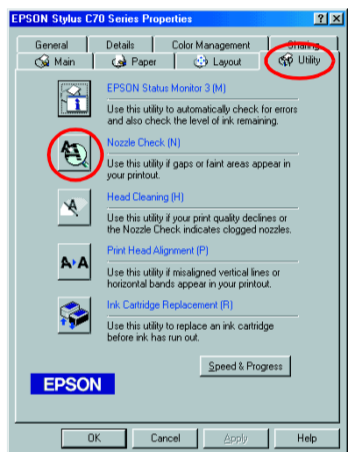 EPSON Stylus C70 Series Properties
General Details Color Management Sharing
Main Paper Layout Utility
EPSON Status Monitor 3 (M)
Use this utility to automatically check for errors
and also check the level of ink remaining.
Nozzle Check (N)
Use this utility if gaps or faint areas appear in
your printout.
Head Cleaning (H)
Use this utility if your print quality declines or
the Nozzle Check indicates clogged nozzles.
Print Head Alignment (P)
A A
Use this utility if misaligned vertical lines or
horizontal bands appear in your printout.
Ink Cartridge Replacement (R)
Use this utility to replace an ink cartridge
before ink has run out.
Speed & Progress
EPSON
OK Cancel Apply Help